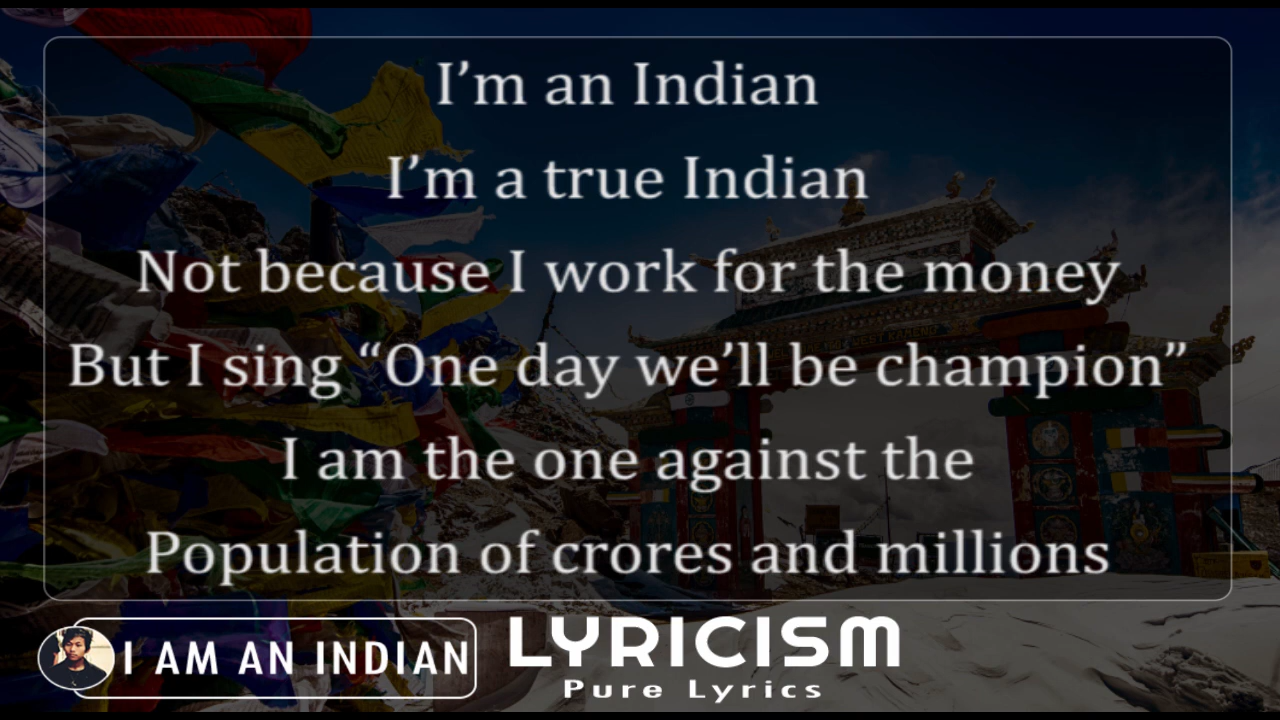 I’m an Indian
I’m a true Indian
Not because I work for the money
But I sing “One day we’ll be champion”
I am the one against the
Population of crores and millions
I AM AN INDIAN
LYRICISM
Pure Lyrics